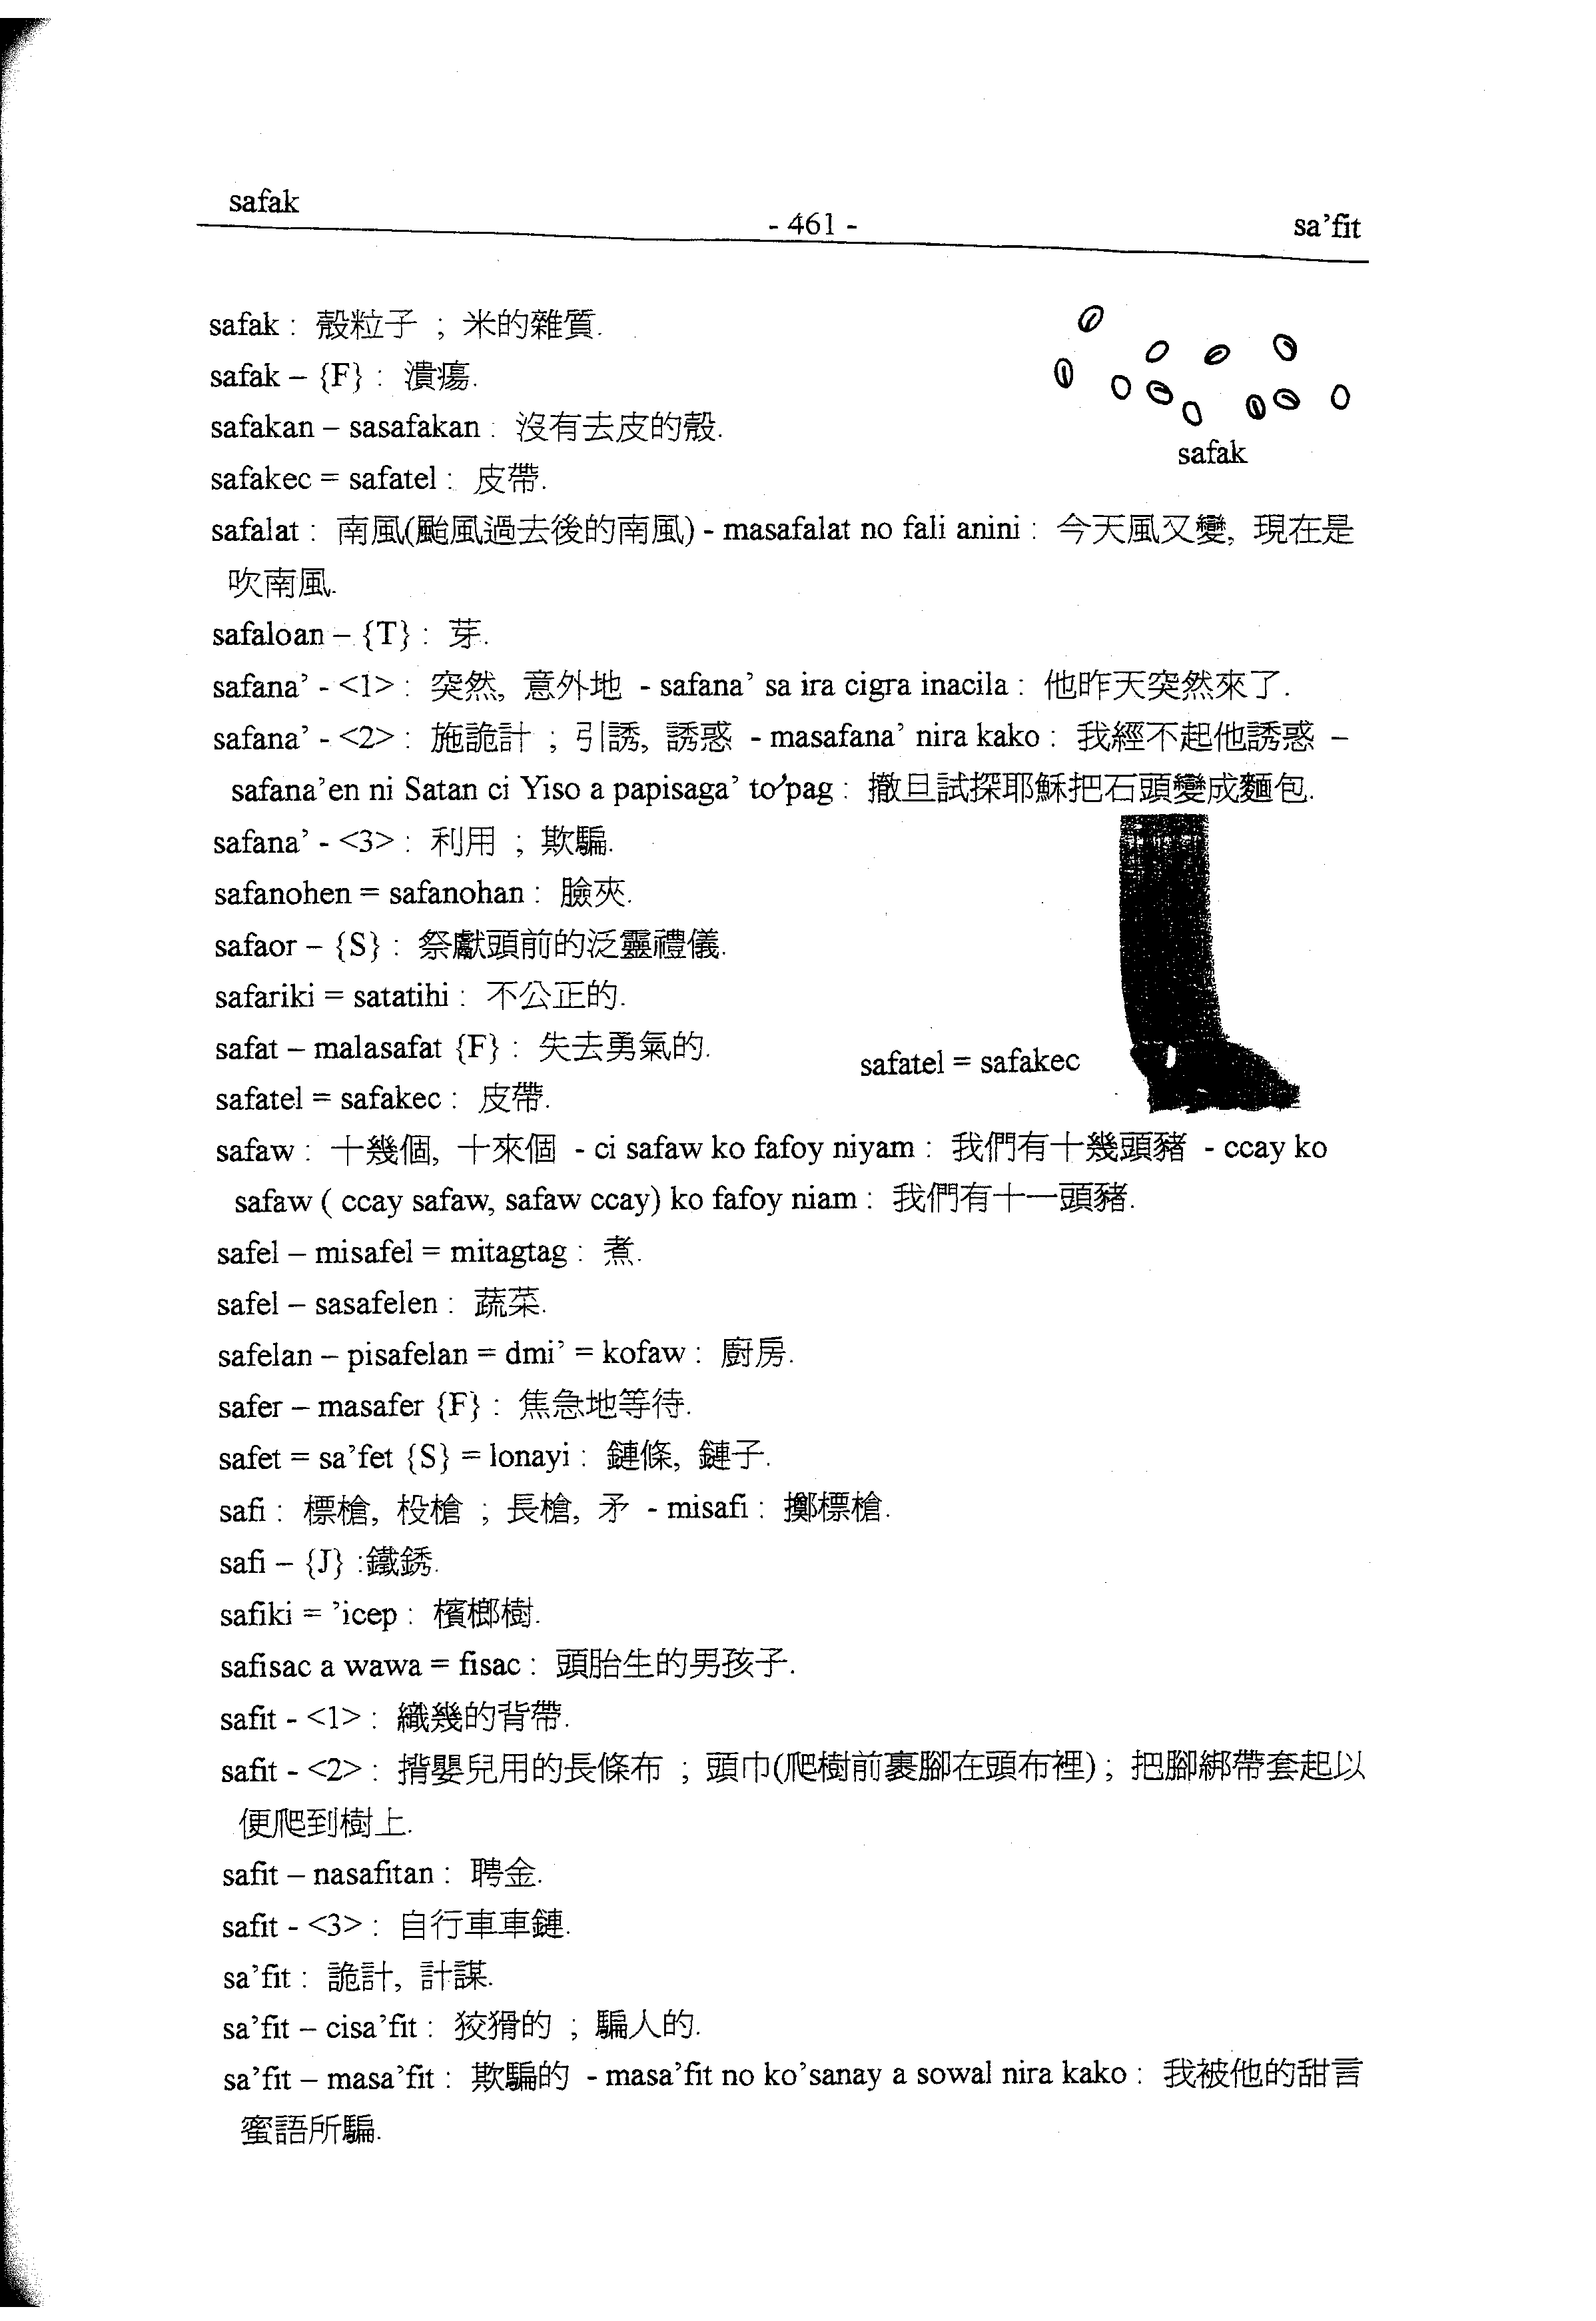 safak
- 461 -
sa’fit
safak : 殼粒子 ; 米的雜質.
safak – {F} : 潰瘍.
safakan – sasafakan : 沒有去皮的殼.
safak
safakec = safatel : 皮帶.
safalat : 南風(颱風過去後的南風) - masafalat no fali anini : 今天風又變, 現在是
吹南風.
safaloan – {T} : 芽.
safana’ - <1> : 突然, 意外地 - safana’ sa ira cigra inacila : 他昨天突然來了.
safana’ - <2> : 施詭計 ; 引誘, 誘惑 - masafana’ nira kako : 我經不起他誘惑 –
safana’en ni Satan ci Yiso a papisaga’ to’pag : 撒旦試探耶穌把石頭變成麵包.
safana’ - <3> : 利用 ; 欺騙.
safanohen = safanohan : 臉夾.
safaor – {S} : 祭獻頭前的泛靈禮儀.
safariki = satatihi : 不公正的.
safat – malasafat {F} : 失去勇氣的.
safatel = safakec
safatel = safakec : 皮帶.
safaw : 十幾個, 十來個 - ci safaw ko fafoy niyam : 我們有十幾頭豬 - ccay ko
safaw ( ccay safaw, safaw ccay) ko fafoy niam : 我們有十一頭豬.
safel – misafel = mitagtag : 煮.
safel – sasafelen : 蔬菜.
safelan – pisafelan = dmi’ = kofaw : 廚房.
safer – masafer {F} : 焦急地等待.
safet = sa’fet {S} = lonayi : 鏈條, 鏈子.
safi : 標槍, 投槍 ; 長槍, 矛 - misafi : 擲標槍.
safi – {J} :鐵銹.
safiki = ’icep : 檳榔樹.
safisac a wawa = fisac : 頭胎生的男孩子.
safit - <1> : 織幾的背帶.
safit - <2> : 揹嬰兒用的長條布 ; 頭巾(爬樹前裹腳在頭布裡) ; 把腳綁帶套起以
便爬到樹上.
safit – nasafitan : 聘金.
safit - <3> : 自行車車鏈.
sa’fit : 詭計, 計謀.
sa’fit – cisa’fit : 狡猾的 ; 騙人的.
sa’fit – masa’fit : 欺騙的 - masa’fit no ko’sanay a sowal nira kako : 我被他的甜言
蜜語所騙.